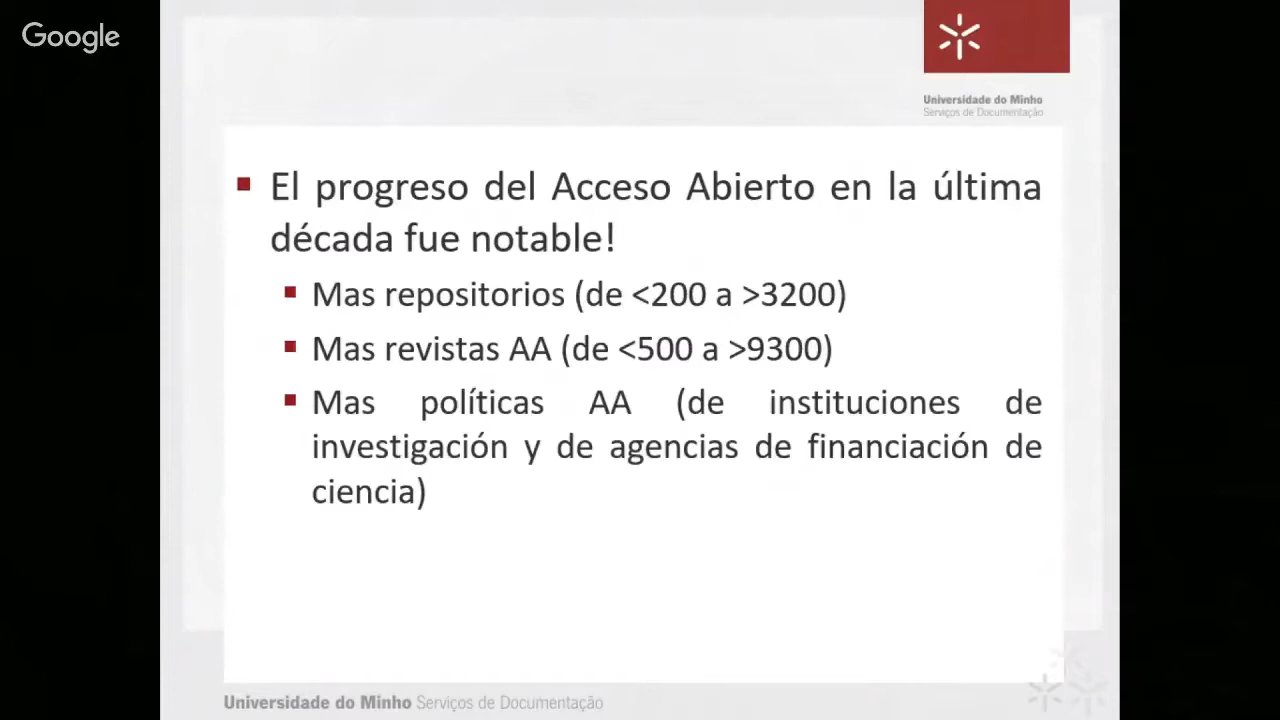 Google
Universidade do Minho
Serviços de Documentação
El progreso del Acceso Abierto en la última
década fue notable!
Mas repositorios (de <200 a >3200)
Mas revistas AA (de <500 a >9300)
Mas políticas AA (de instituciones de
investigación y de agencias de financiación de
ciencia)
Universidade do Minho Serviços de Documentação